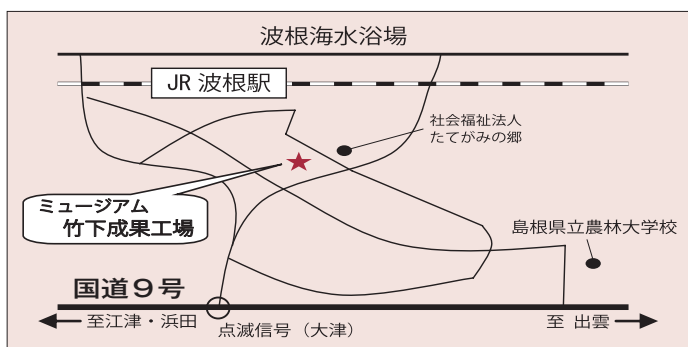 波根海水浴場
JR 波根駅
社会福祉法人
たてがみの郷
ミュージアム
竹下成果工場
島根県立農林大学校
国道9号
至江津・浜田
点滅信号（大津）
至 出雲